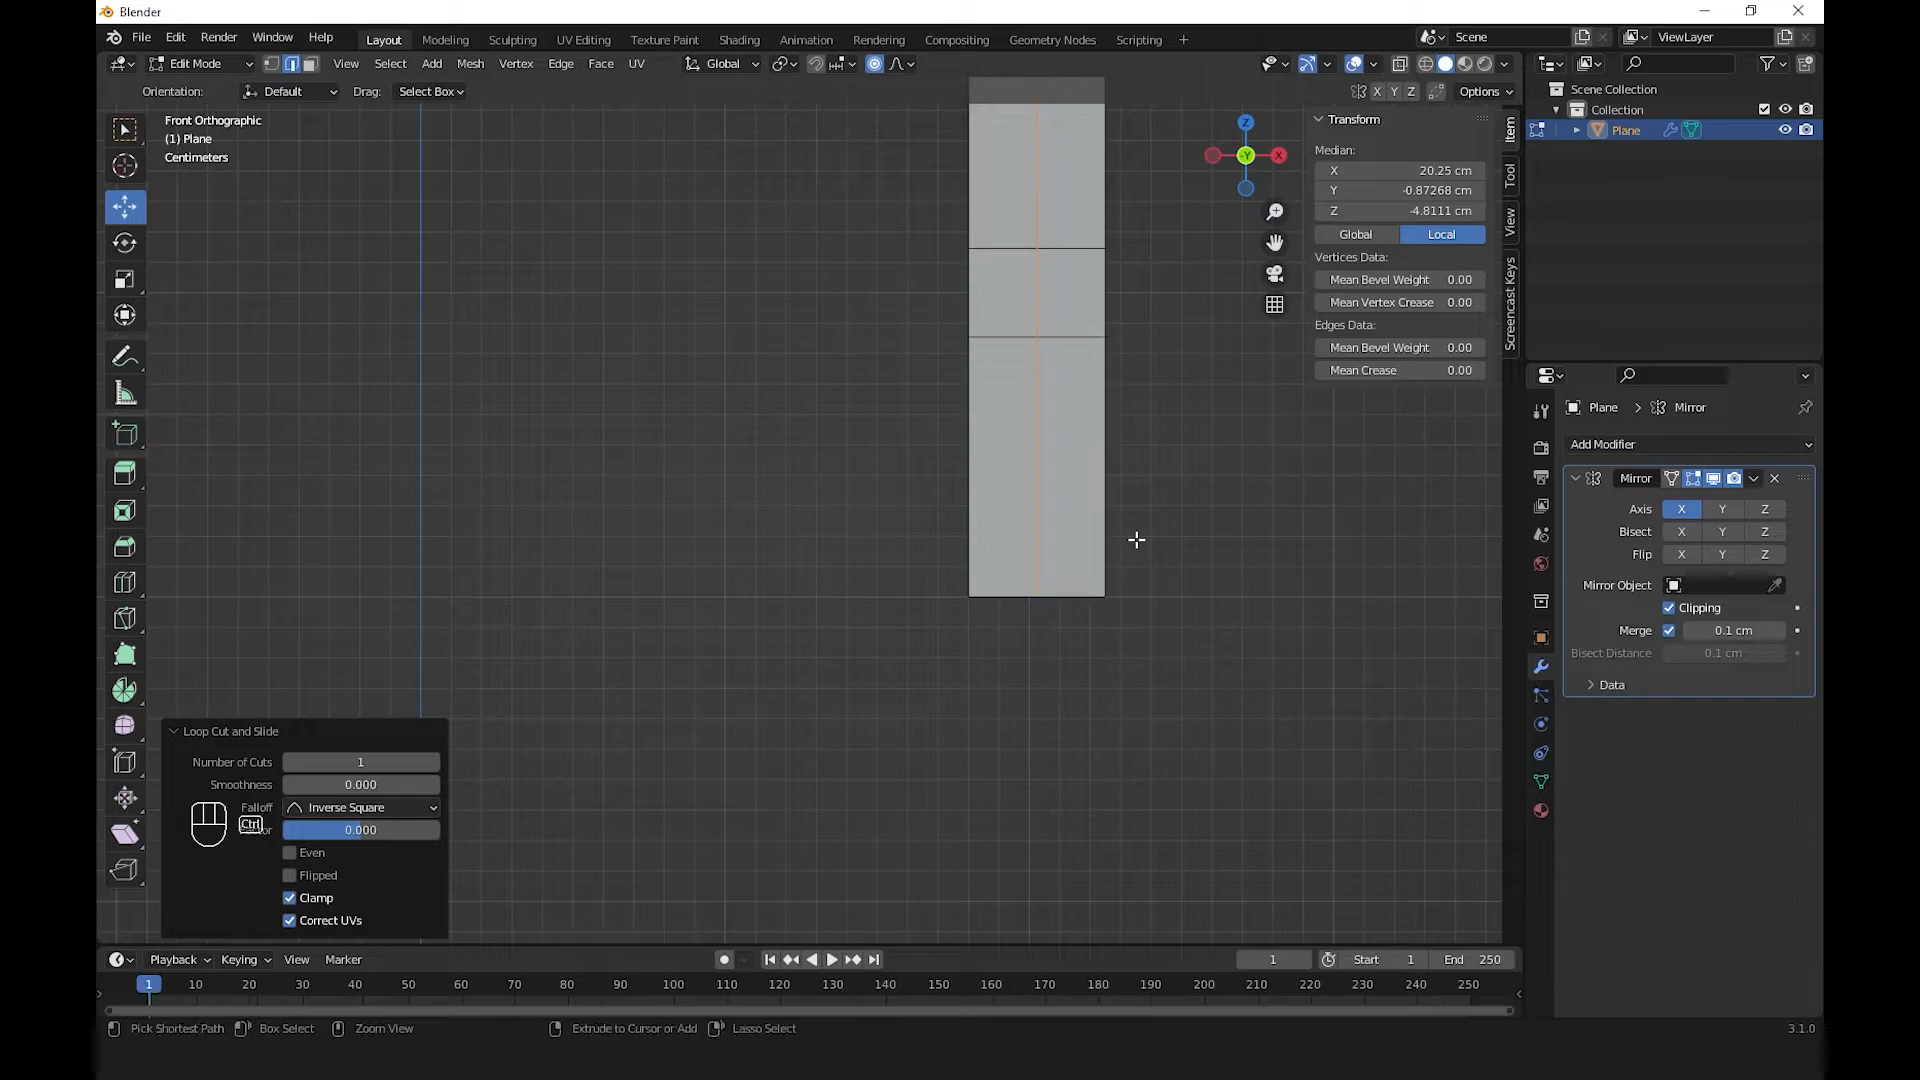 Blender
File Edit Render Window Help Layout Modeling Sculpting UV Editing Texture Paint Shading Animation Rendering Compositing Geometry Nodes Scripting + Scene ViewLayer
Edit Mode View Select Add Mesh Vertex Edge Face UV Global
Orientation: Default Drag: Select Box X Y Z Options
Front Orthographic
(1) Plane
Centimeters
Z
-Y X
Transform
Median:
X 20.25 cm
Y -0.87268 cm
Z -4.8111 cm
Global Local
Vertices Data:
Mean Bevel Weight 0.00
Mean Vertex Crease 0.00
Edges Data:
Mean Bevel Weight 0.00
Mean Crease 0.00
Item
Tool
View
Screencast Keys
Scene Collection
Collection
Plane
Plane > Mirror
Add Modifier
Mirror
Axis X Y Z
Bisect X Y Z
Flip X Y Z
Mirror Object
Clipping
Merge 0.1 cm
Bisect Distance 0.1 cm
Data
Loop Cut and Slide
Number of Cuts 1
Smoothness 0.000
Falloff Inverse Square
Ctrl 0.000
Even
Flipped
Clamp
Correct UVs
Playback Keying View Marker 1 Start 1 End 250
1 10 20 30 40 50 60 70 80 90 100 110 120 130 140 150 160 170 180 190 200 210 220 230 240 250
Pick Shortest Path Box Select Zoom View Extrude to Cursor or Add Lasso Select 3.1.0